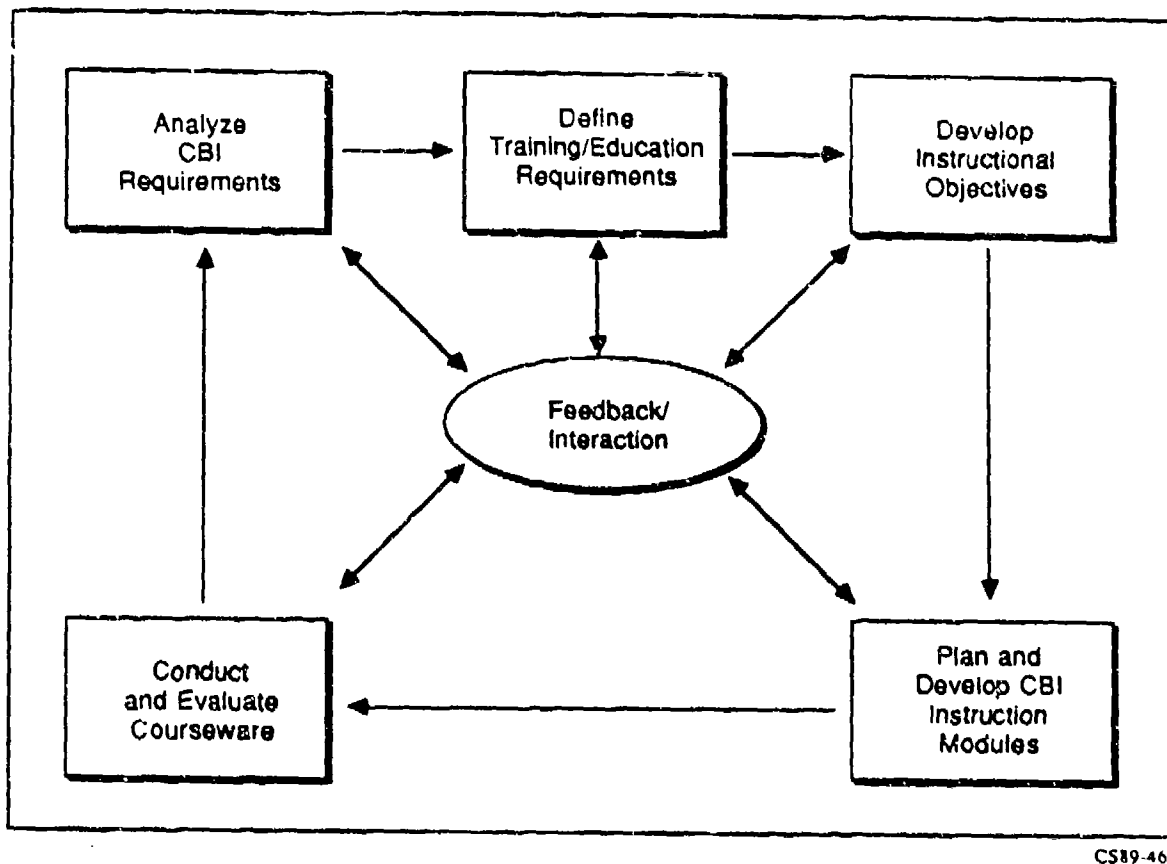 Analyze
CBI
Requirements
Define
Training/Education
Requirements
Develop
Instructional
Objectives
Feedback/
Interaction
Conduct
and Evaluate
Courseware
Plan and
Develop CBI
Instruction
Modules
CS89-46